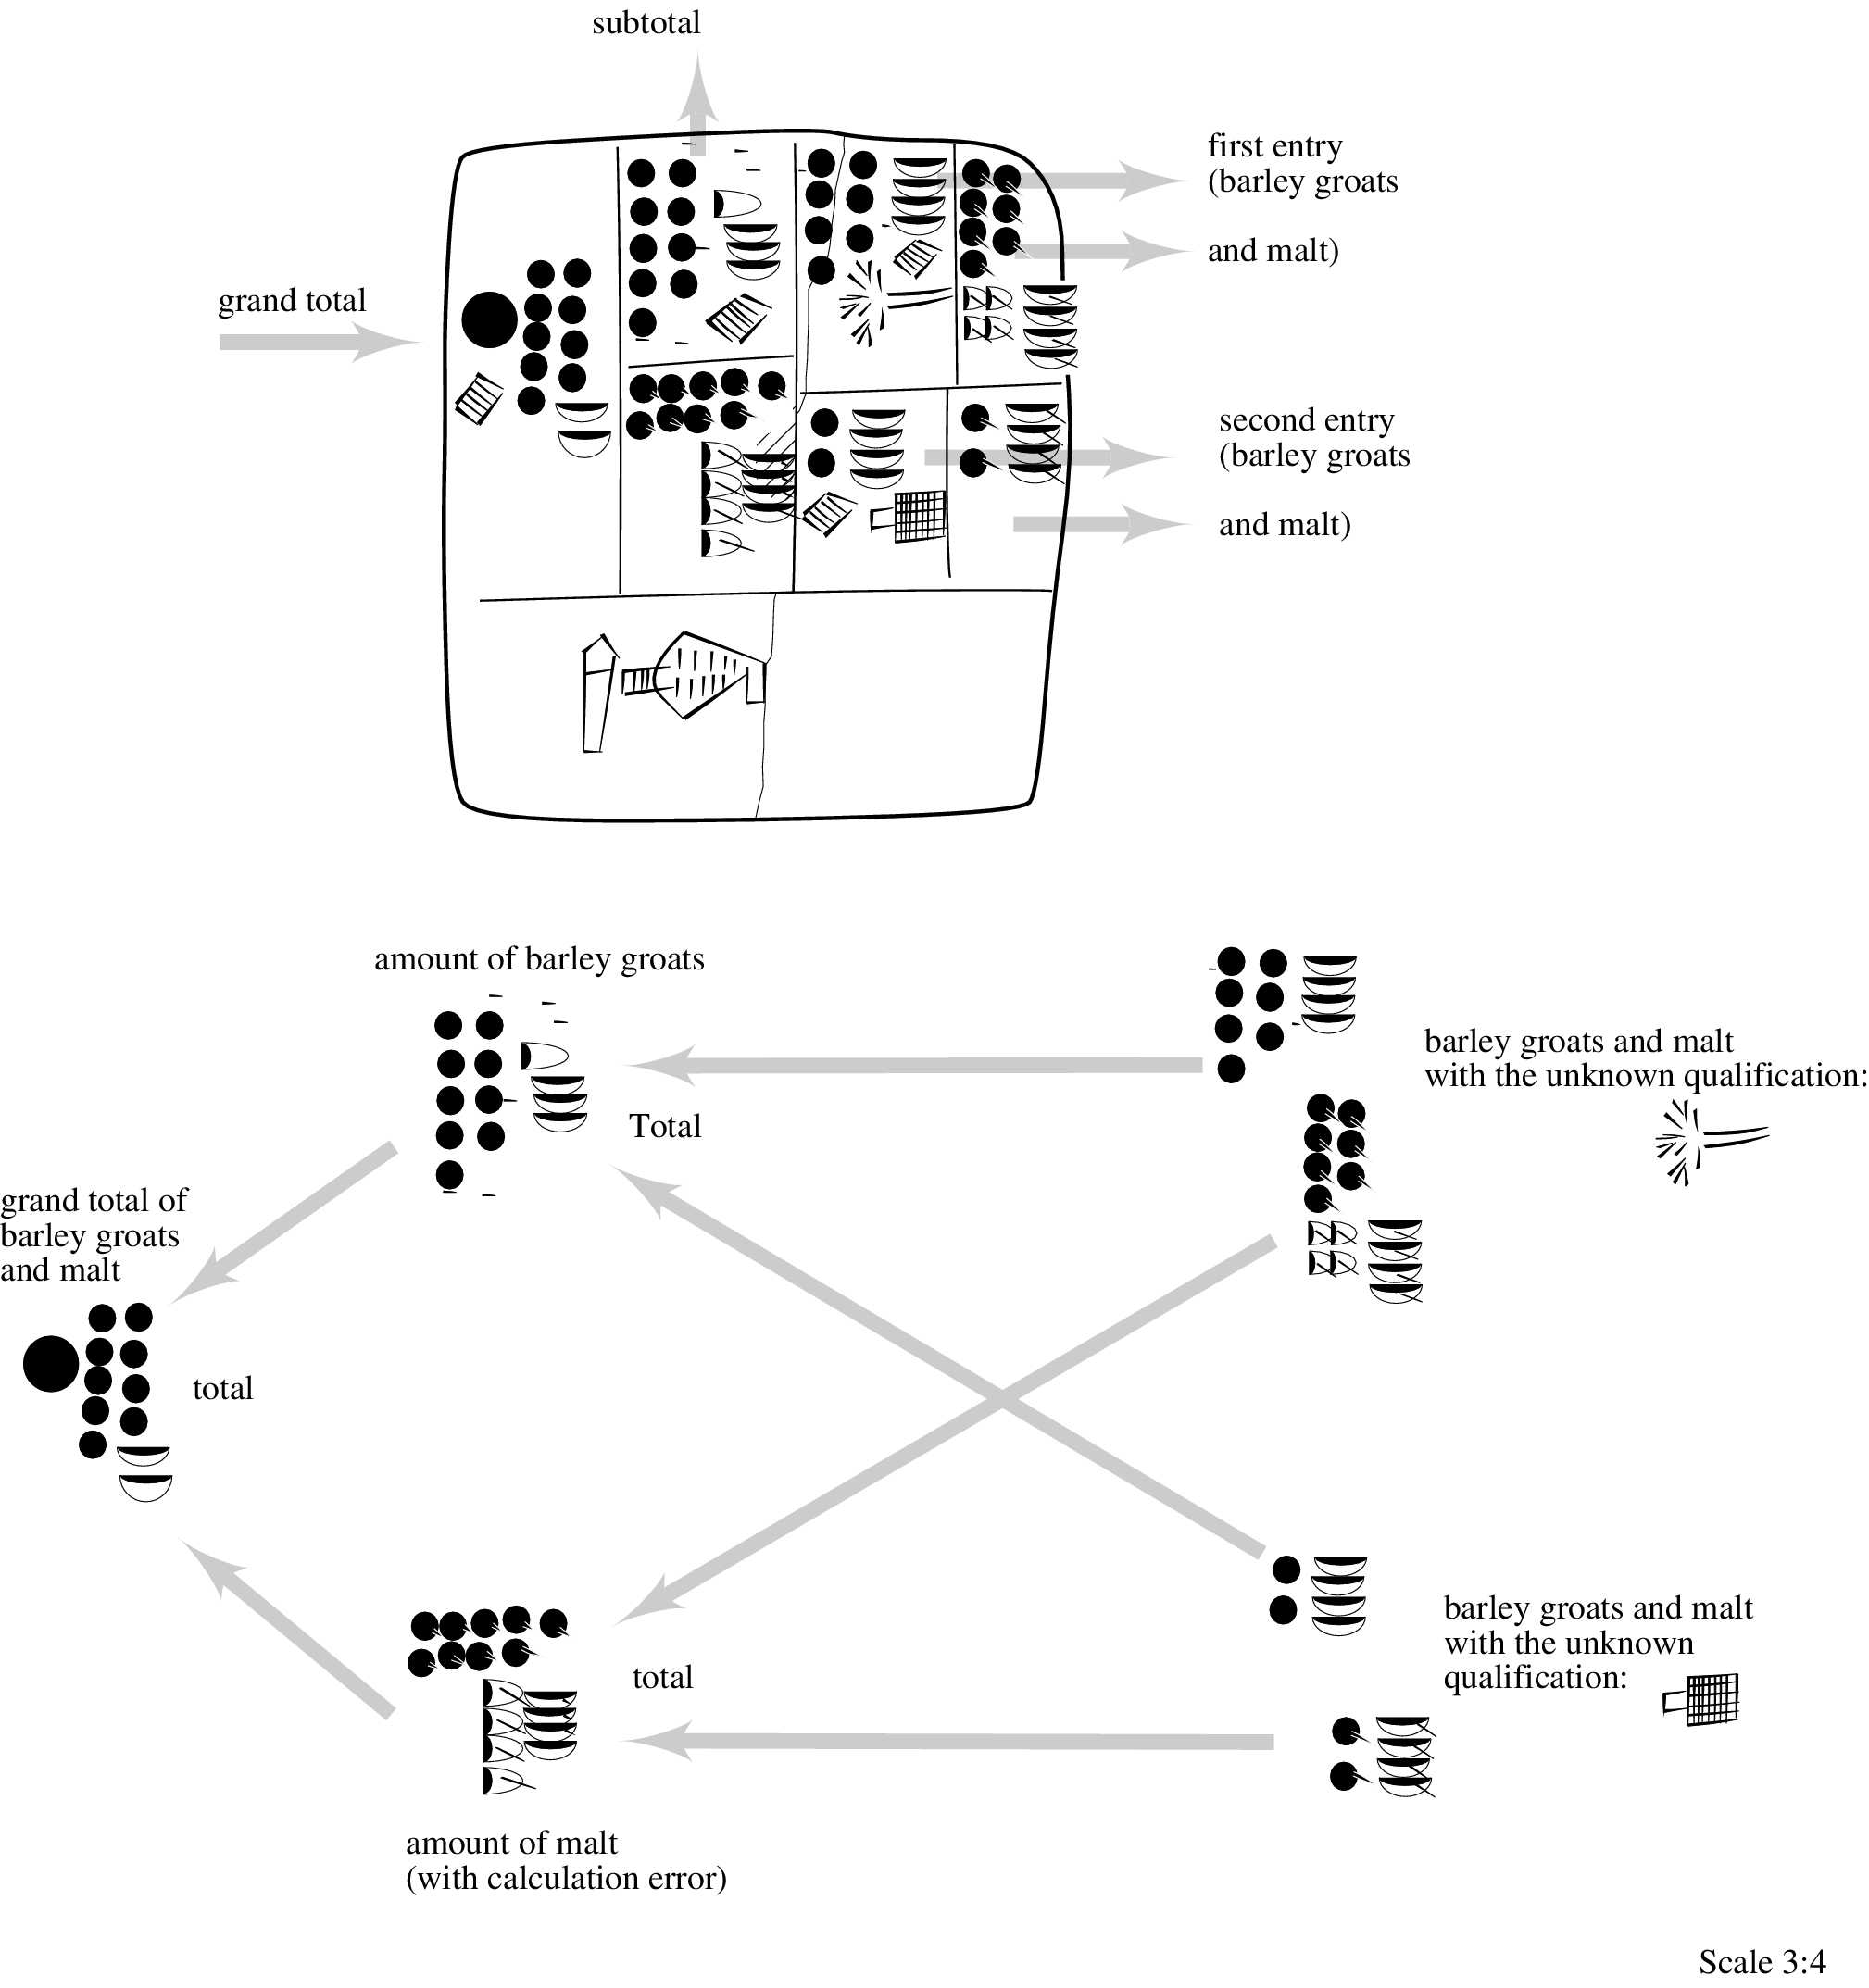 subtotal
first entry
(barley groats
and malt)
grand total
second entry
(barley groats
and malt)
amount of barley groats
barley groats and malt
with the unknown qualification:
Total
grand total of
barley groats
and malt
total
barley groats and malt
with the unknown
qualification:
total
amount of malt
(with calculation error)
Scale 3:4